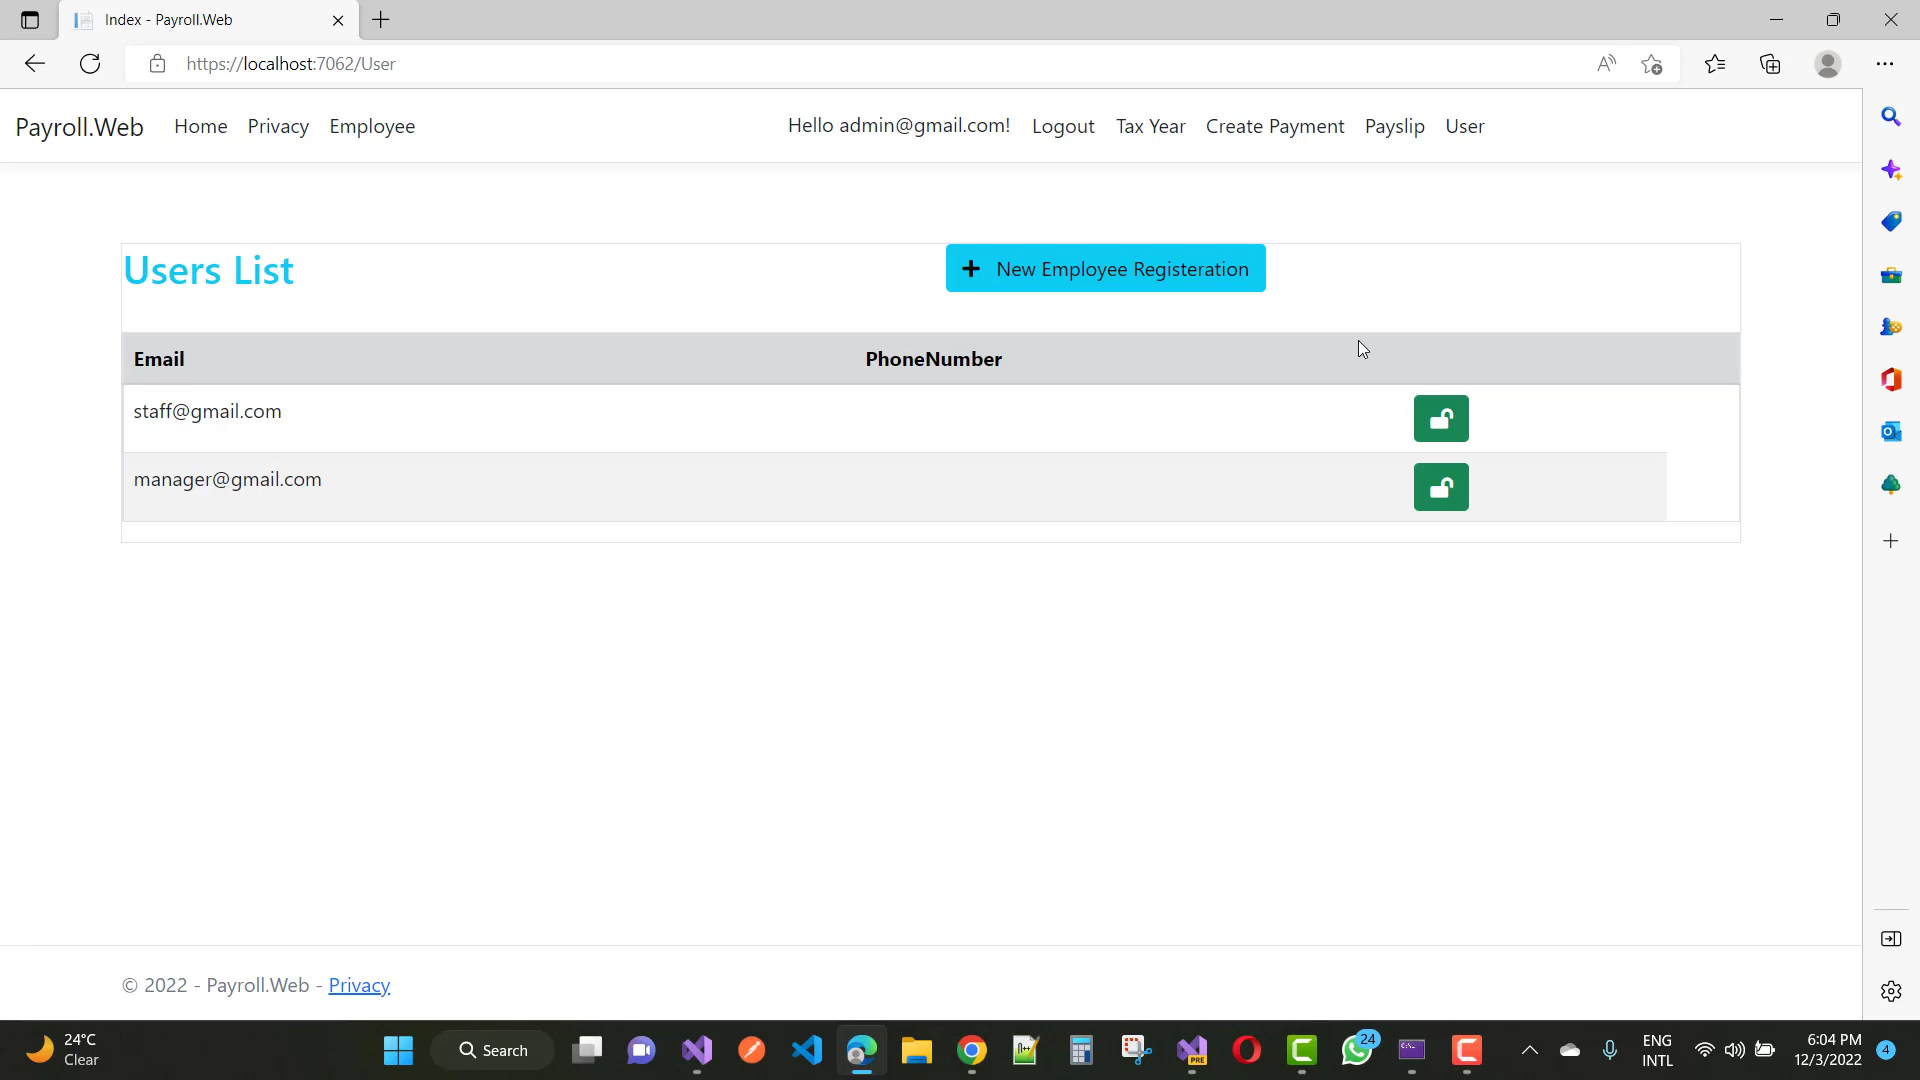 Index - Payroll.Web
https://localhost:7062/User
Payroll.Web Home Privacy Employee Hello admin@gmail.com! Logout Tax Year Create Payment Payslip User
Users List
New Employee Registeration
Email PhoneNumber
staff@gmail.com
manager@gmail.com
© 2022 - Payroll.Web - Privacy
24°C
Clear
Search
PRE
24
ENG
INTL
6:04 PM
12/3/2022
4